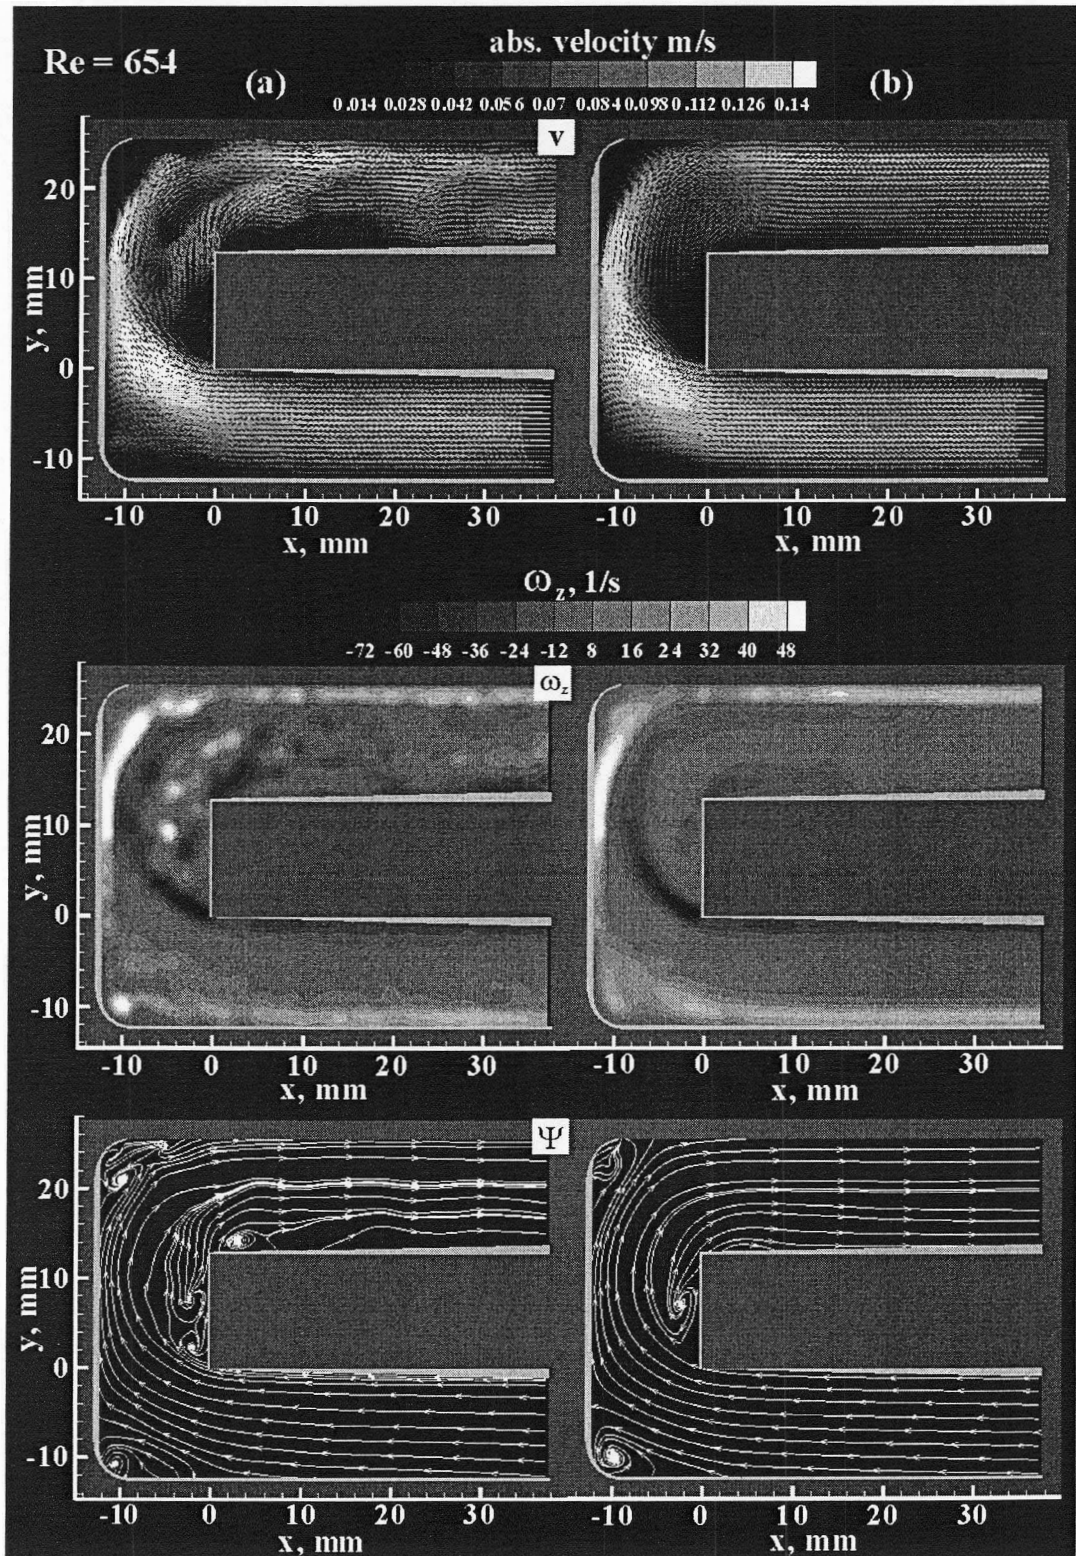 abs. velocity m/s
Re = 654
(a)
(b)
0.014 0.028 0.042 0.056 0.07 0.084 0.098 0.112 0.126 0.14
v
20
10
0
-10
y, mm
-10 0 10 20 30
x, mm
-10 0 10 20 30
x, mm
ω_z, 1/s
-72 -60 -48 -36 -24 -12 8 16 24 32 40 48
ω_z
20
10
0
-10
y, mm
-10 0 10 20 30
x, mm
-10 0 10 20 30
x, mm
Ψ
20
10
0
-10
y, mm
-10 0 10 20 30
x, mm
-10 0 10 20 30
x, mm